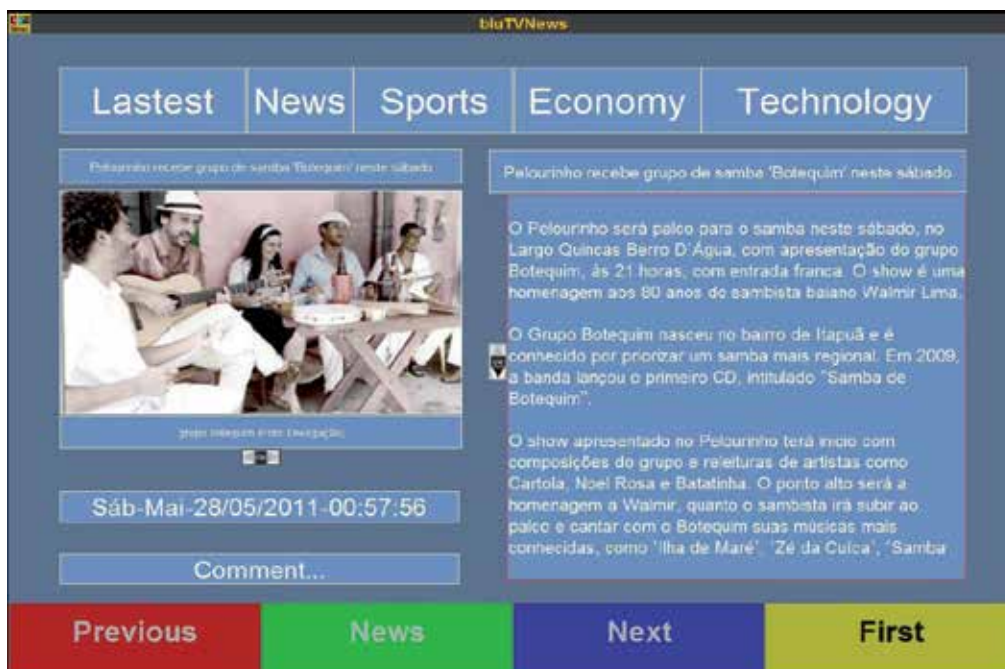 bluTVNews
Lastest News Sports Economy Technology
Pelourinho recebe grupo de samba 'Botequim' neste sábado
Pelourinho recebe grupo de samba 'Botequim' neste sábado
O Pelourinho será palco para o samba neste sábado, no
Largo Quincas Berro D'Água, com apresentação do grupo
Botequim, às 21 horas, com entrada franca. O show é uma
homenagem aos 80 anos do sambista baiano Walmir Lima.
O Grupo Botequim nasceu no bairro de Itapuã e é
conhecido por priorizar um samba mais regional. Em 2009,
a banda lançou o primeiro CD, intitulado "Samba de
Botequim".
O show apresentado no Pelourinho terá início com
composições do grupo e releituras de artistas como
Cartola, Noel Rosa e Batatinha. O ponto alto será a
homenagem a Walmir, quanto o sambista irá subir ao
palco e cantar com o Botequim suas músicas mais
connecidas, como 'Ilha de Maré', 'Zé da Cuíca', 'Samba
Sáb-Mai-28/05/2011-00:57:56
Comment...
Previous News Next First